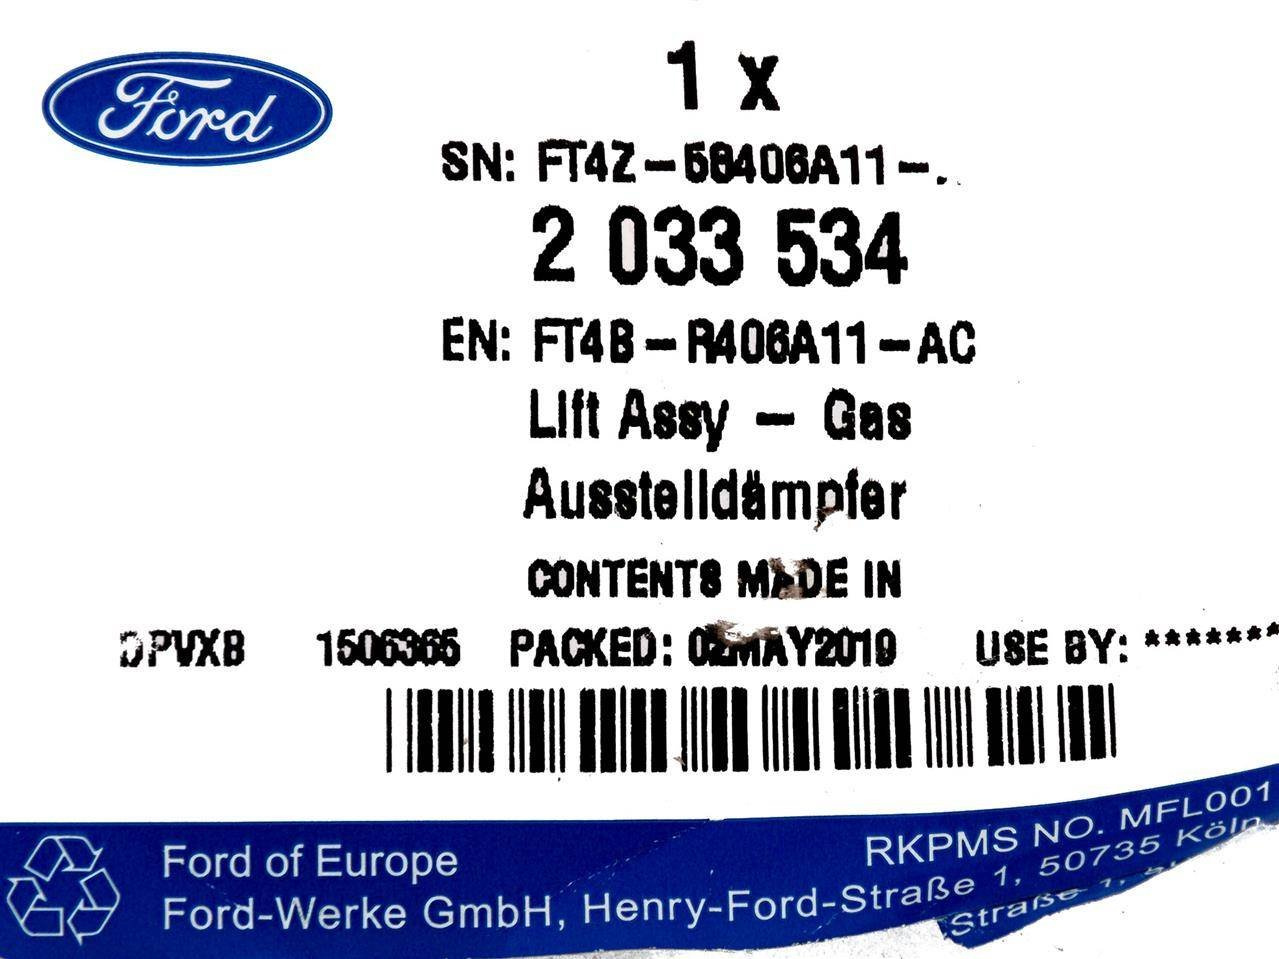 Ford
1 x
SN: FT4Z-58406A11-.
2 033 534
EN: FT4B-R406A11-AC
Lift Assy - Gas
Ausstelldämpfer
CONTENTS MADE IN
DPVXB 1506365 PACKED: 02MAY2019 USE BY: *******
RKPMS NO. MFL001
Ford of Europe
Ford-Werke GmbH, Henry-Ford-Straße 1, 50735 Köln
Straße 1,